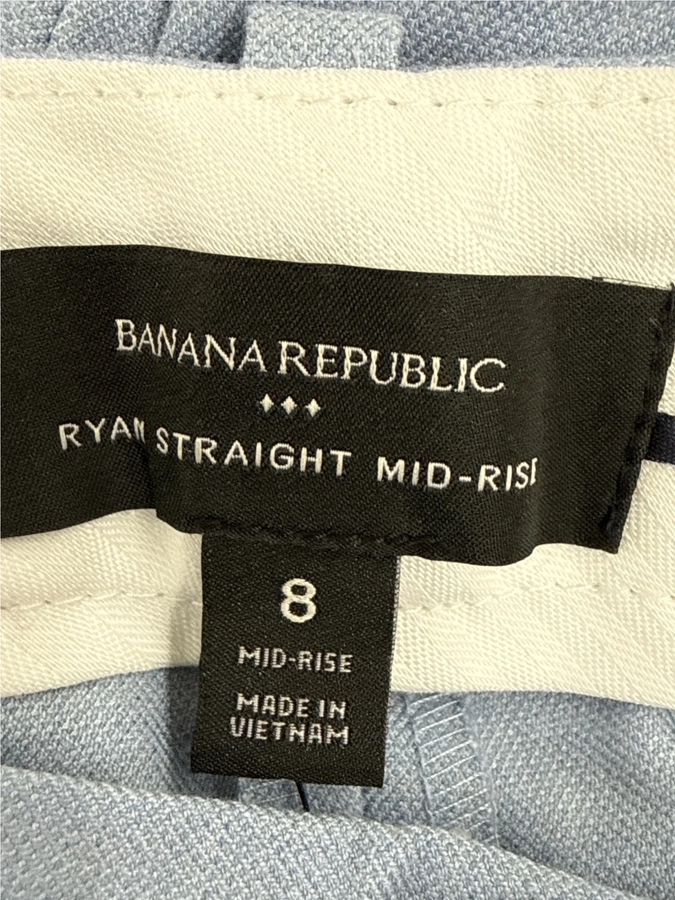 BANANA REPUBLIC
RYAN STRAIGHT MID-RISE
8
MID-RISE
MADE IN
VIETNAM